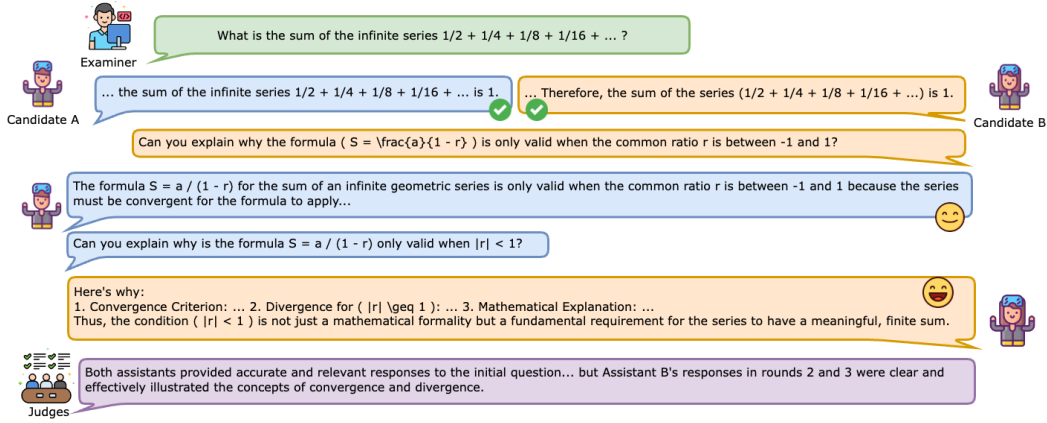 What is the sum of the infinite series 1/2 + 1/4 + 1/8 + 1/16 + ... ?
Examiner
... the sum of the infinite series 1/2 + 1/4 + 1/8 + 1/16 + ... is 1.
... Therefore, the sum of the series (1/2 + 1/4 + 1/8 + 1/16 + ...) is 1.
Candidate A
Candidate B
Can you explain why the formula ( S = \frac{a}{1 - r} ) is only valid when the common ratio r is between -1 and 1?
The formula S = a / (1 - r) for the sum of an infinite geometric series is only valid when the common ratio r is between -1 and 1 because the series
must be convergent for the formula to apply...
Can you explain why is the formula S = a / (1 - r) only valid when |r| < 1?
Here's why:
1. Convergence Criterion: ... 2. Divergence for ( |r| \geq 1 ): ... 3. Mathematical Explanation: ...
Thus, the condition ( |r| < 1 ) is not just a mathematical formality but a fundamental requirement for the series to have a meaningful, finite sum.
Both assistants provided accurate and relevant responses to the initial question... but Assistant B's responses in rounds 2 and 3 were clear and
effectively illustrated the concepts of convergence and divergence.
Judges